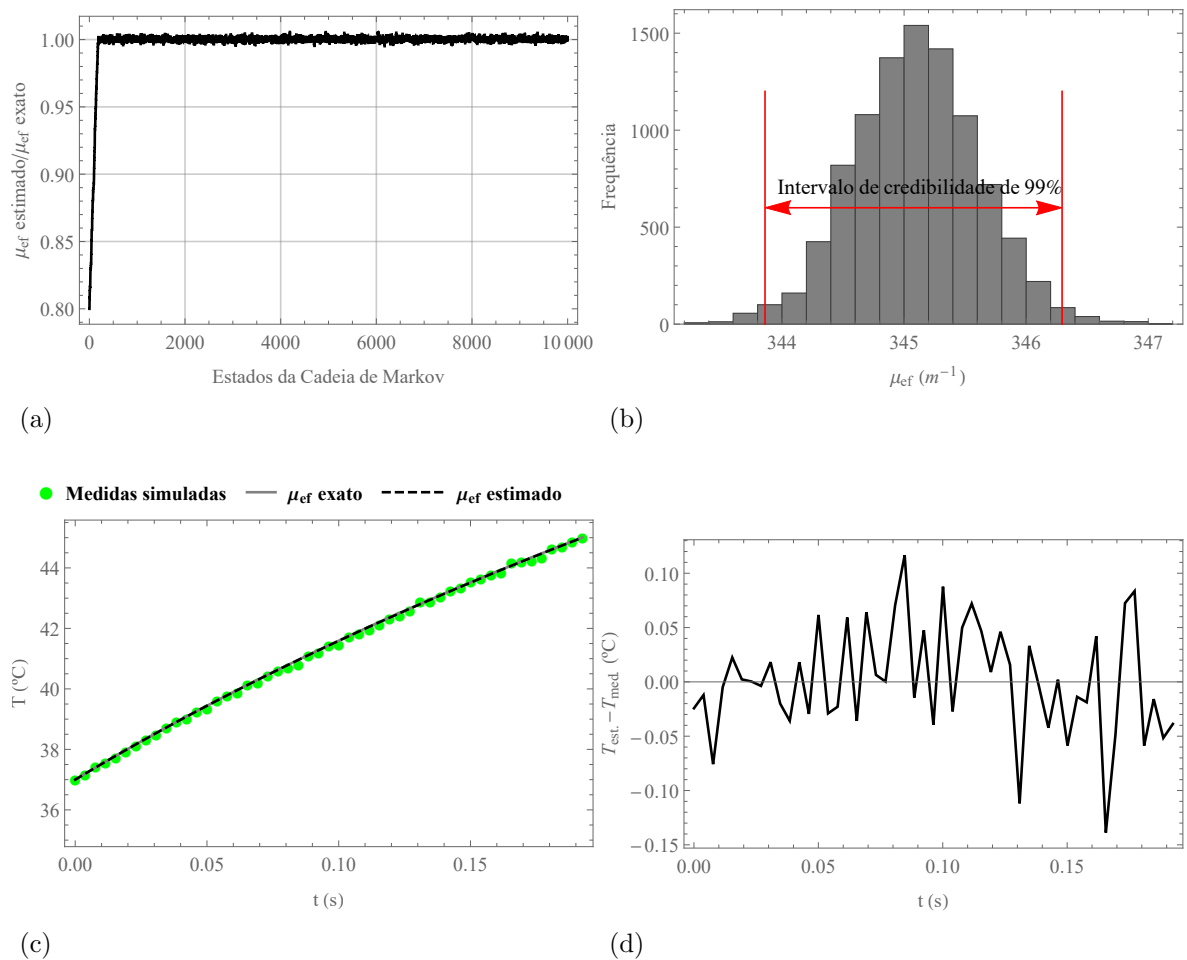 1.00
0.95
0.90
0.85
0.80
μef estimado/μef exato
0 2000 4000 6000 8000 10 000
Estados da Cadeia de Markov
(a)
1500
1000
500
0
Frequência
Intervalo de credibilidade de 99%
344 345 346 347
μef (m⁻¹)
(b)
Medidas simuladas μef exato μef estimado
44
42
40
38
36
T (ºC)
0.00 0.05 0.10 0.15
t (s)
(c)
0.10
0.05
0.00
−0.05
−0.10
−0.15
Test.−Tmed (ºC)
0.00 0.05 0.10 0.15
t (s)
(d)